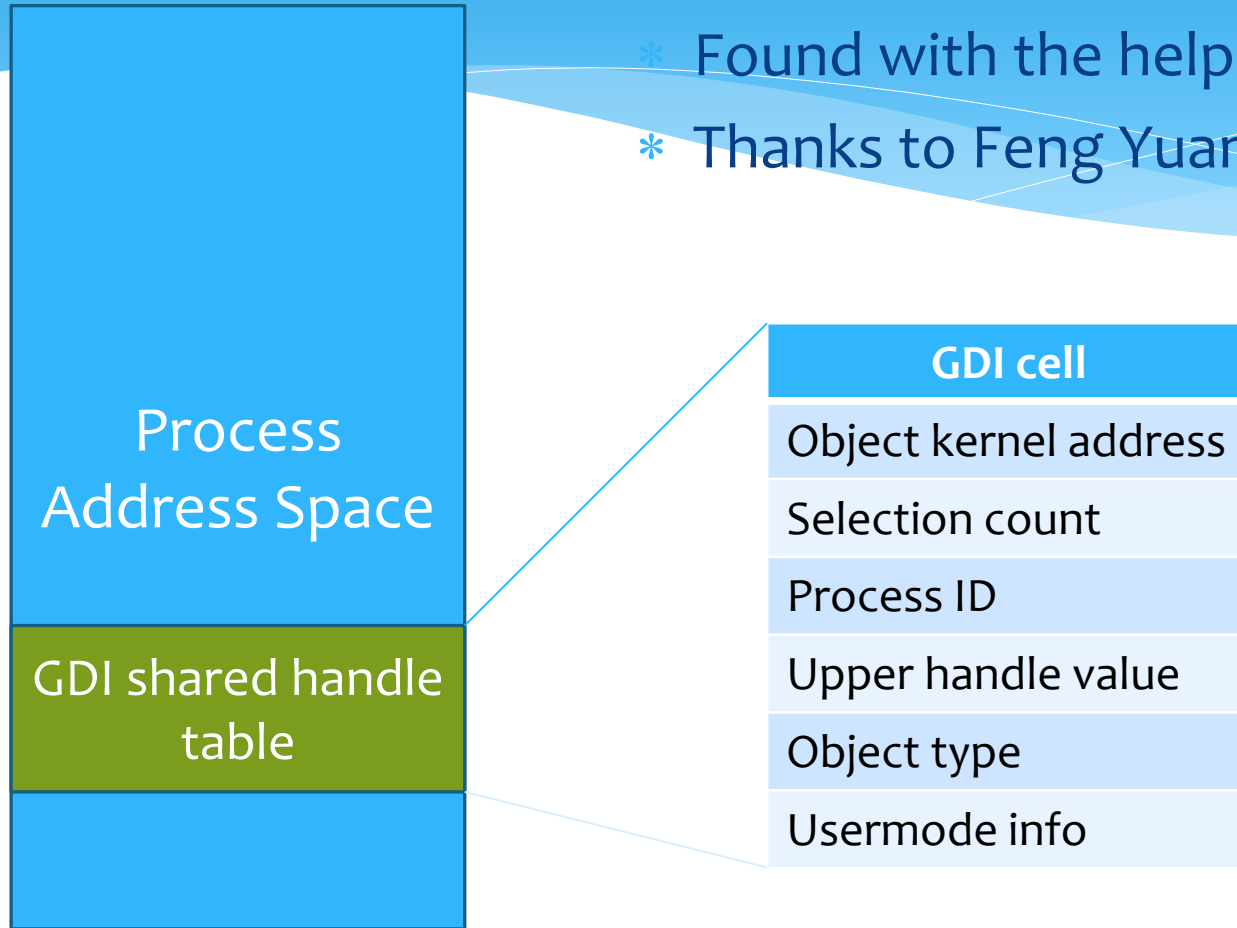 * Found with the help
* Thanks to Feng Yuan
Process
Address Space
GDI shared handle
table
GDI cell
Object kernel address
Selection count
Process ID
Upper handle value
Object type
Usermode info